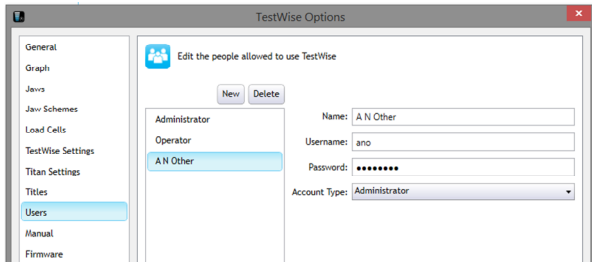 TestWise Options
General
Graph
Jaws
Jaw Schemes
Load Cells
TestWise Settings
Titan Settings
Titles
Users
Manual
Firmware
Edit the people allowed to use TestWise
New Delete
Administrator
Operator
A N Other
Name: A N Other
Username: ano
Password: ••••••••
Account Type: Administrator